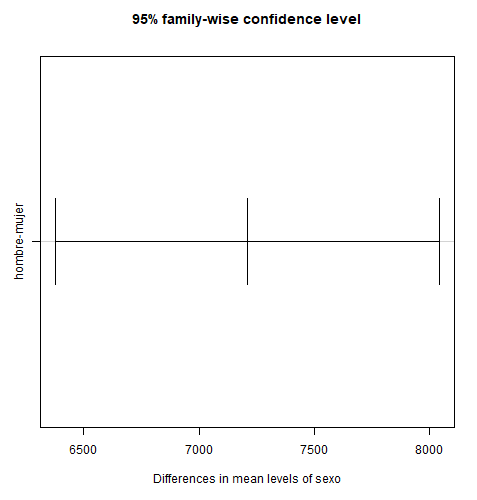 95% family-wise confidence level
hombre-mujer
6500 7000 7500 8000
Differences in mean levels of sexo